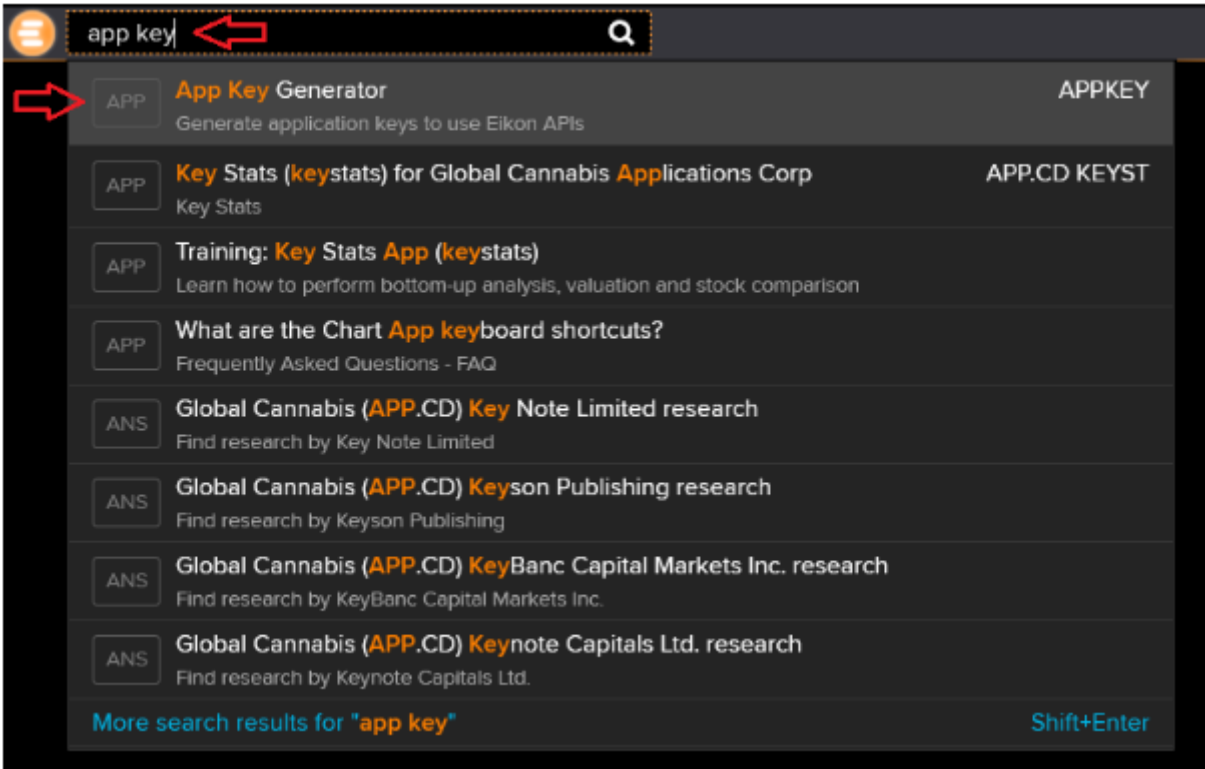 app key
APP
App Key Generator
APPKEY
Generate application keys to use Eikon APIs
APP
Key Stats (keystats) for Global Cannabis Applications Corp
APP.CD KEYST
Key Stats
APP
Training: Key Stats App (keystats)
Learn how to perform bottom-up analysis, valuation and stock comparison
APP
What are the Chart App keyboard shortcuts?
Frequently Asked Questions - FAQ
ANS
Global Cannabis (APP.CD) Key Note Limited research
Find research by Key Note Limited
ANS
Global Cannabis (APP.CD) Keyson Publishing research
Find research by Keyson Publishing
ANS
Global Cannabis (APP.CD) KeyBanc Capital Markets Inc. research
Find research by KeyBanc Capital Markets Inc.
ANS
Global Cannabis (APP.CD) Keynote Capitals Ltd. research
Find research by Keynote Capitals Ltd.
More search results for "app key"
Shift+Enter